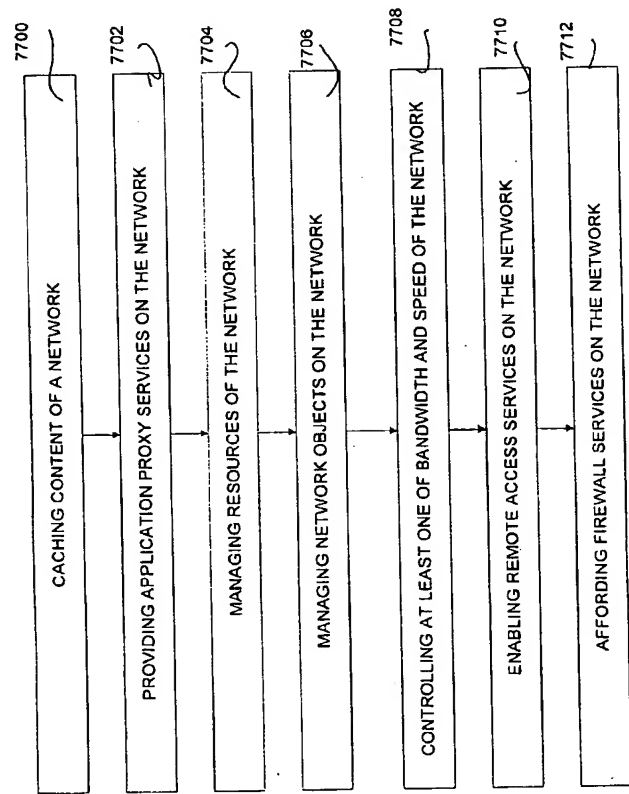 7700
CACHING CONTENT OF A NETWORK
7702
PROVIDING APPLICATION PROXY SERVICES ON THE NETWORK
7704
MANAGING RESOURCES OF THE NETWORK
7706
MANAGING NETWORK OBJECTS ON THE NETWORK
7708
CONTROLLING AT LEAST ONE OF BANDWIDTH AND SPEED OF THE NETWORK
7710
ENABLING REMOTE ACCESS SERVICES ON THE NETWORK
7712
AFFORDING FIREWALL SERVICES ON THE NETWORK